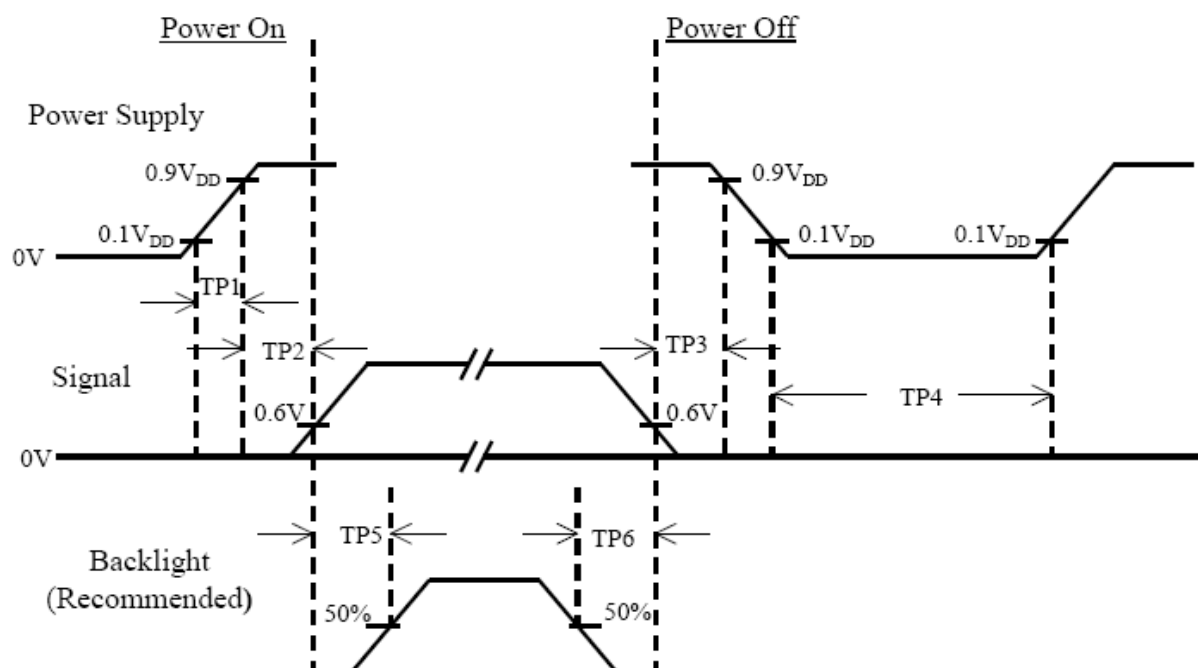 Power On
Power Off
Power Supply
0.9VDD
0.9VDD
0.1VDD
0.1VDD
0.1VDD
0V
TP1
TP2
TP3
Signal
TP4
0.6V
0.6V
0V
TP5
TP6
Backlight
(Recommended)
50%
50%